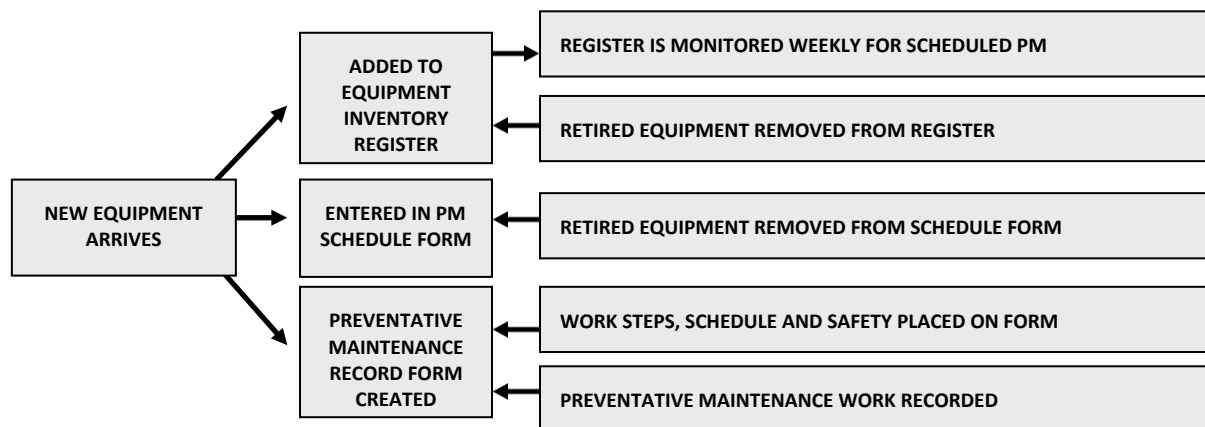 REGISTER IS MONITORED WEEKLY FOR SCHEDULED PM
ADDED TO
EQUIPMENT
INVENTORY
REGISTER
RETIRED EQUIPMENT REMOVED FROM REGISTER
NEW EQUIPMENT
ARRIVES
ENTERED IN PM
SCHEDULE FORM
RETIRED EQUIPMENT REMOVED FROM SCHEDULE FORM
PREVENTATIVE
MAINTENANCE
RECORD FORM
CREATED
WORK STEPS, SCHEDULE AND SAFETY PLACED ON FORM
PREVENTATIVE MAINTENANCE WORK RECORDED